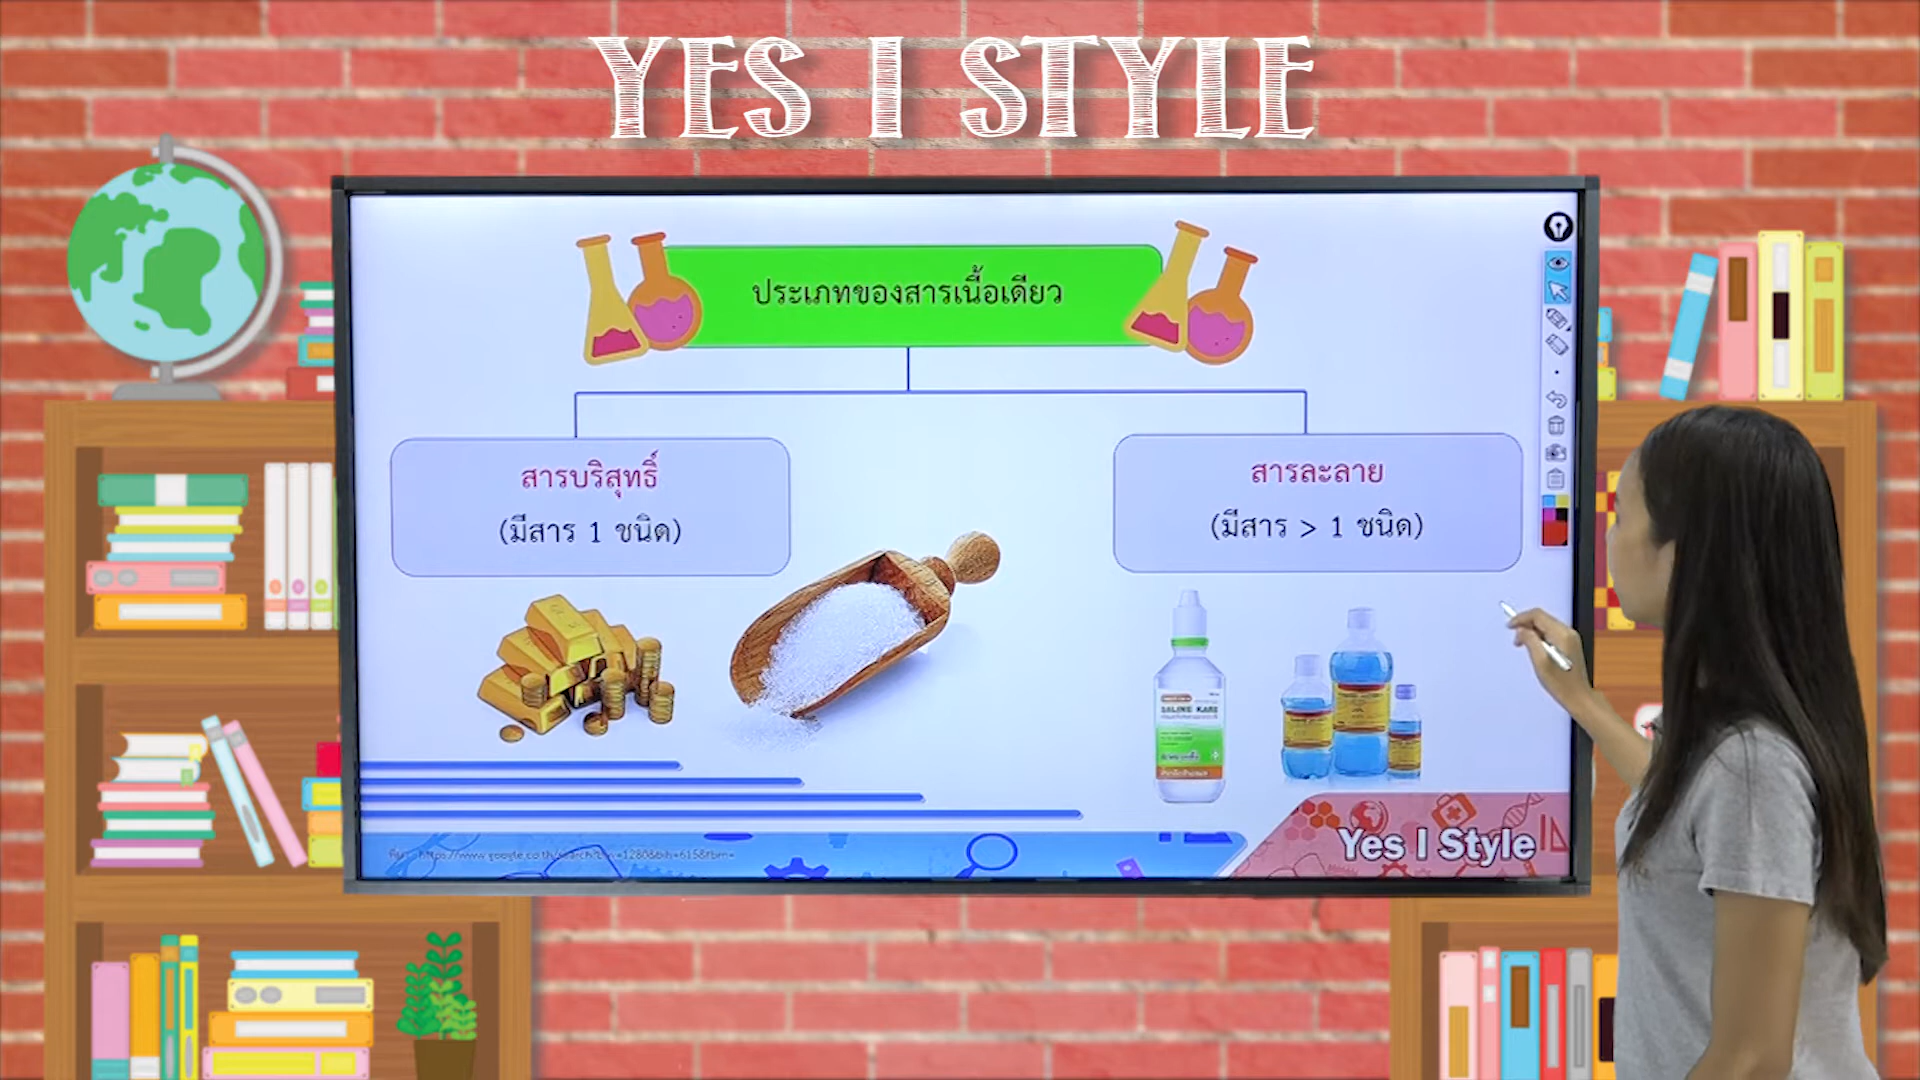 YES I STYLE
ประเภทของสารเนื้อเดียว
สารบริสุทธิ์
(มีสาร 1 ชนิด)
สารละลาย
(มีสาร > 1 ชนิด)
SALINE KARE
Yes I Style